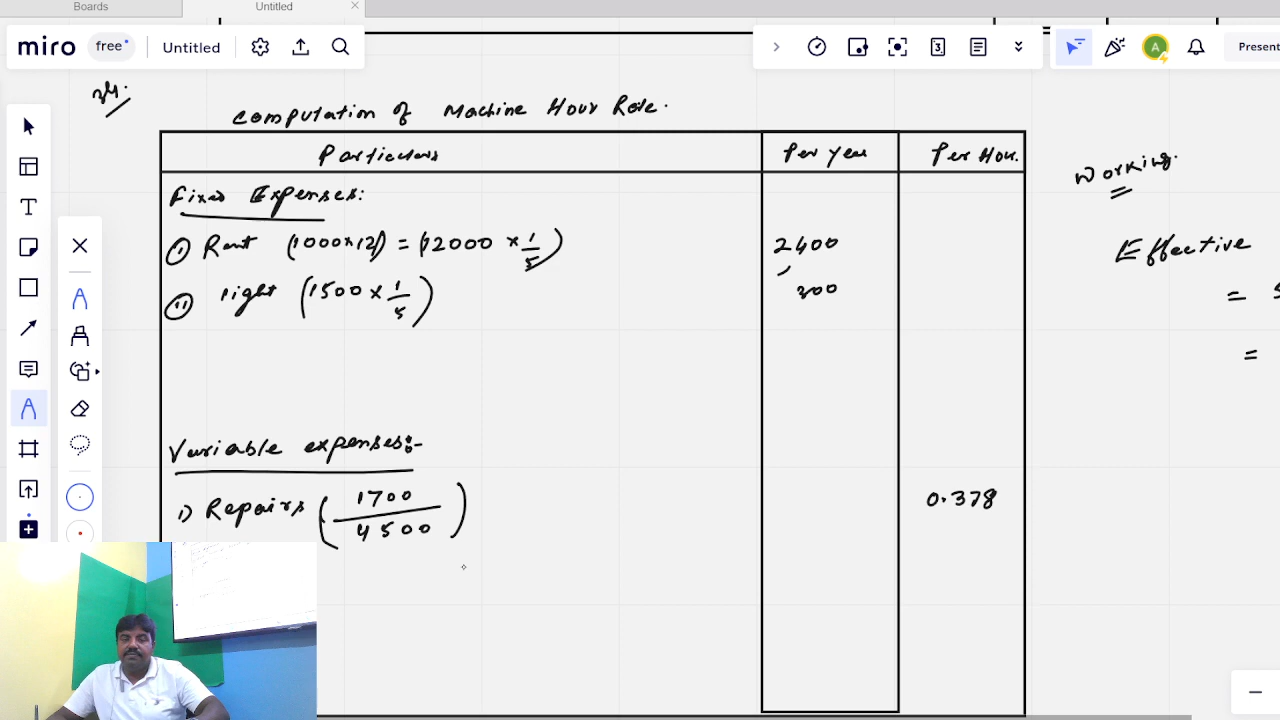 Boards
Untitled
miro free Untitled
3
A
Present
34.
Computation of Machine Hour Rate.
Particulars Per Year Per Hour.
Working.
Fixed Expenses:
(i) Rent (1000×12) = (12000 × 1/5) 2400
Effective
(ii) light (1500 × 1/5) 300
=
=
Variable expenses:-
i) Repairs (1700/4500) 0.378